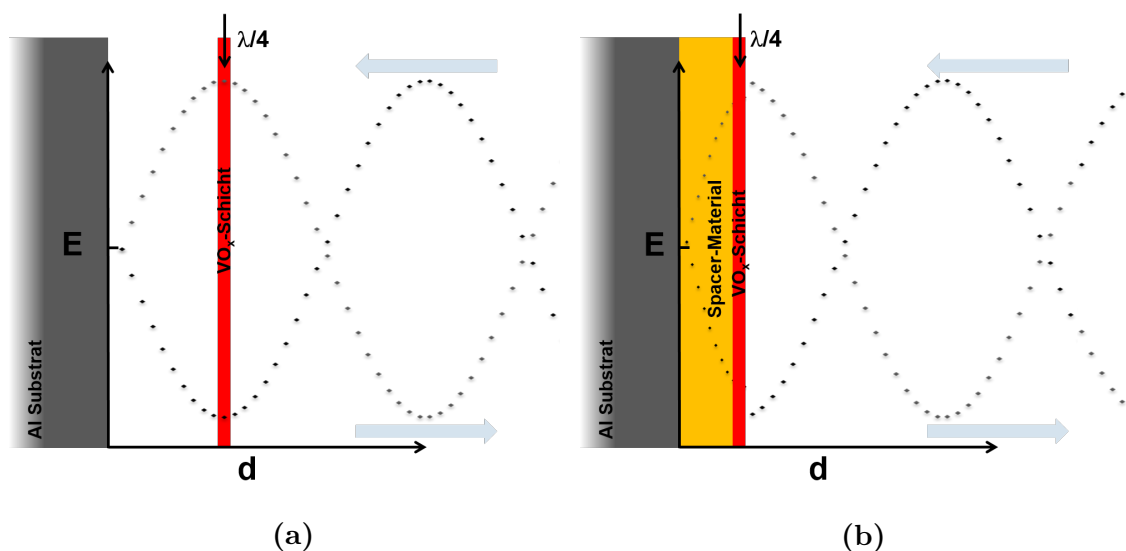 λ/4
E
VOₓ-Schicht
Al Substrat
d
(a)
λ/4
E
Spacer-Material
VOₓ-Schicht
Al Substrat
d
(b)